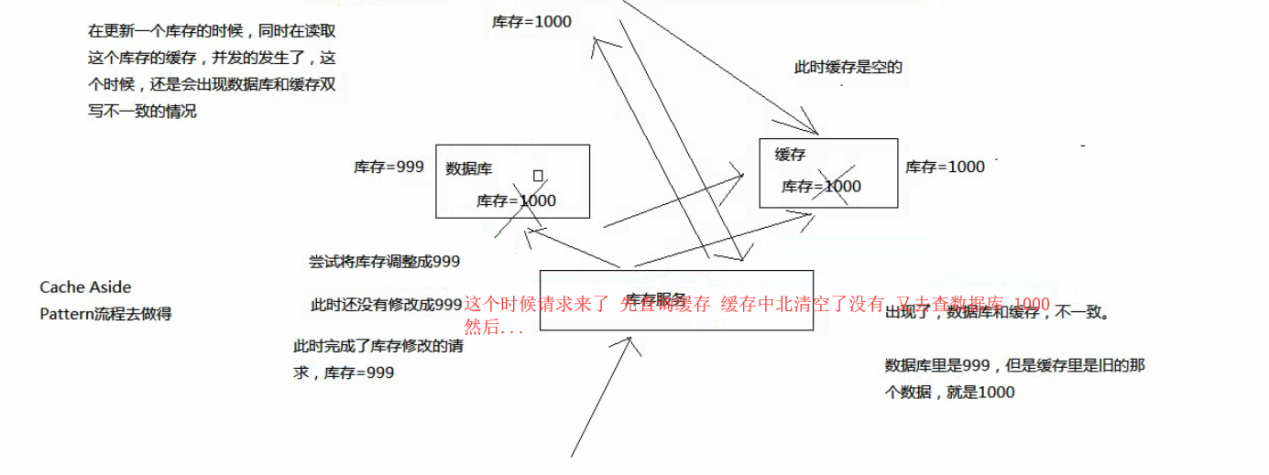 在更新一个库存的时候，同时在读取
这个库存的缓存，并发的发生了，这
个时候，还是会出现数据库和缓存双
写不一致的情况
库存=1000
此时缓存是空的
库存=999
数据库
库存=1000
缓存
库存=1000
库存=1000
尝试将库存调整成999
Cache Aside
Pattern流程去做得
此时还没有修改成999
库存服务
这个时候请求来了 先查询缓存 缓存中北清空了没有 又去查数据库 1000
然后...
此时完成了库存修改的请
求，库存=999
出现了，数据库和缓存，不一致。
数据库里是999，但是缓存里是旧的那
个数据，就是1000